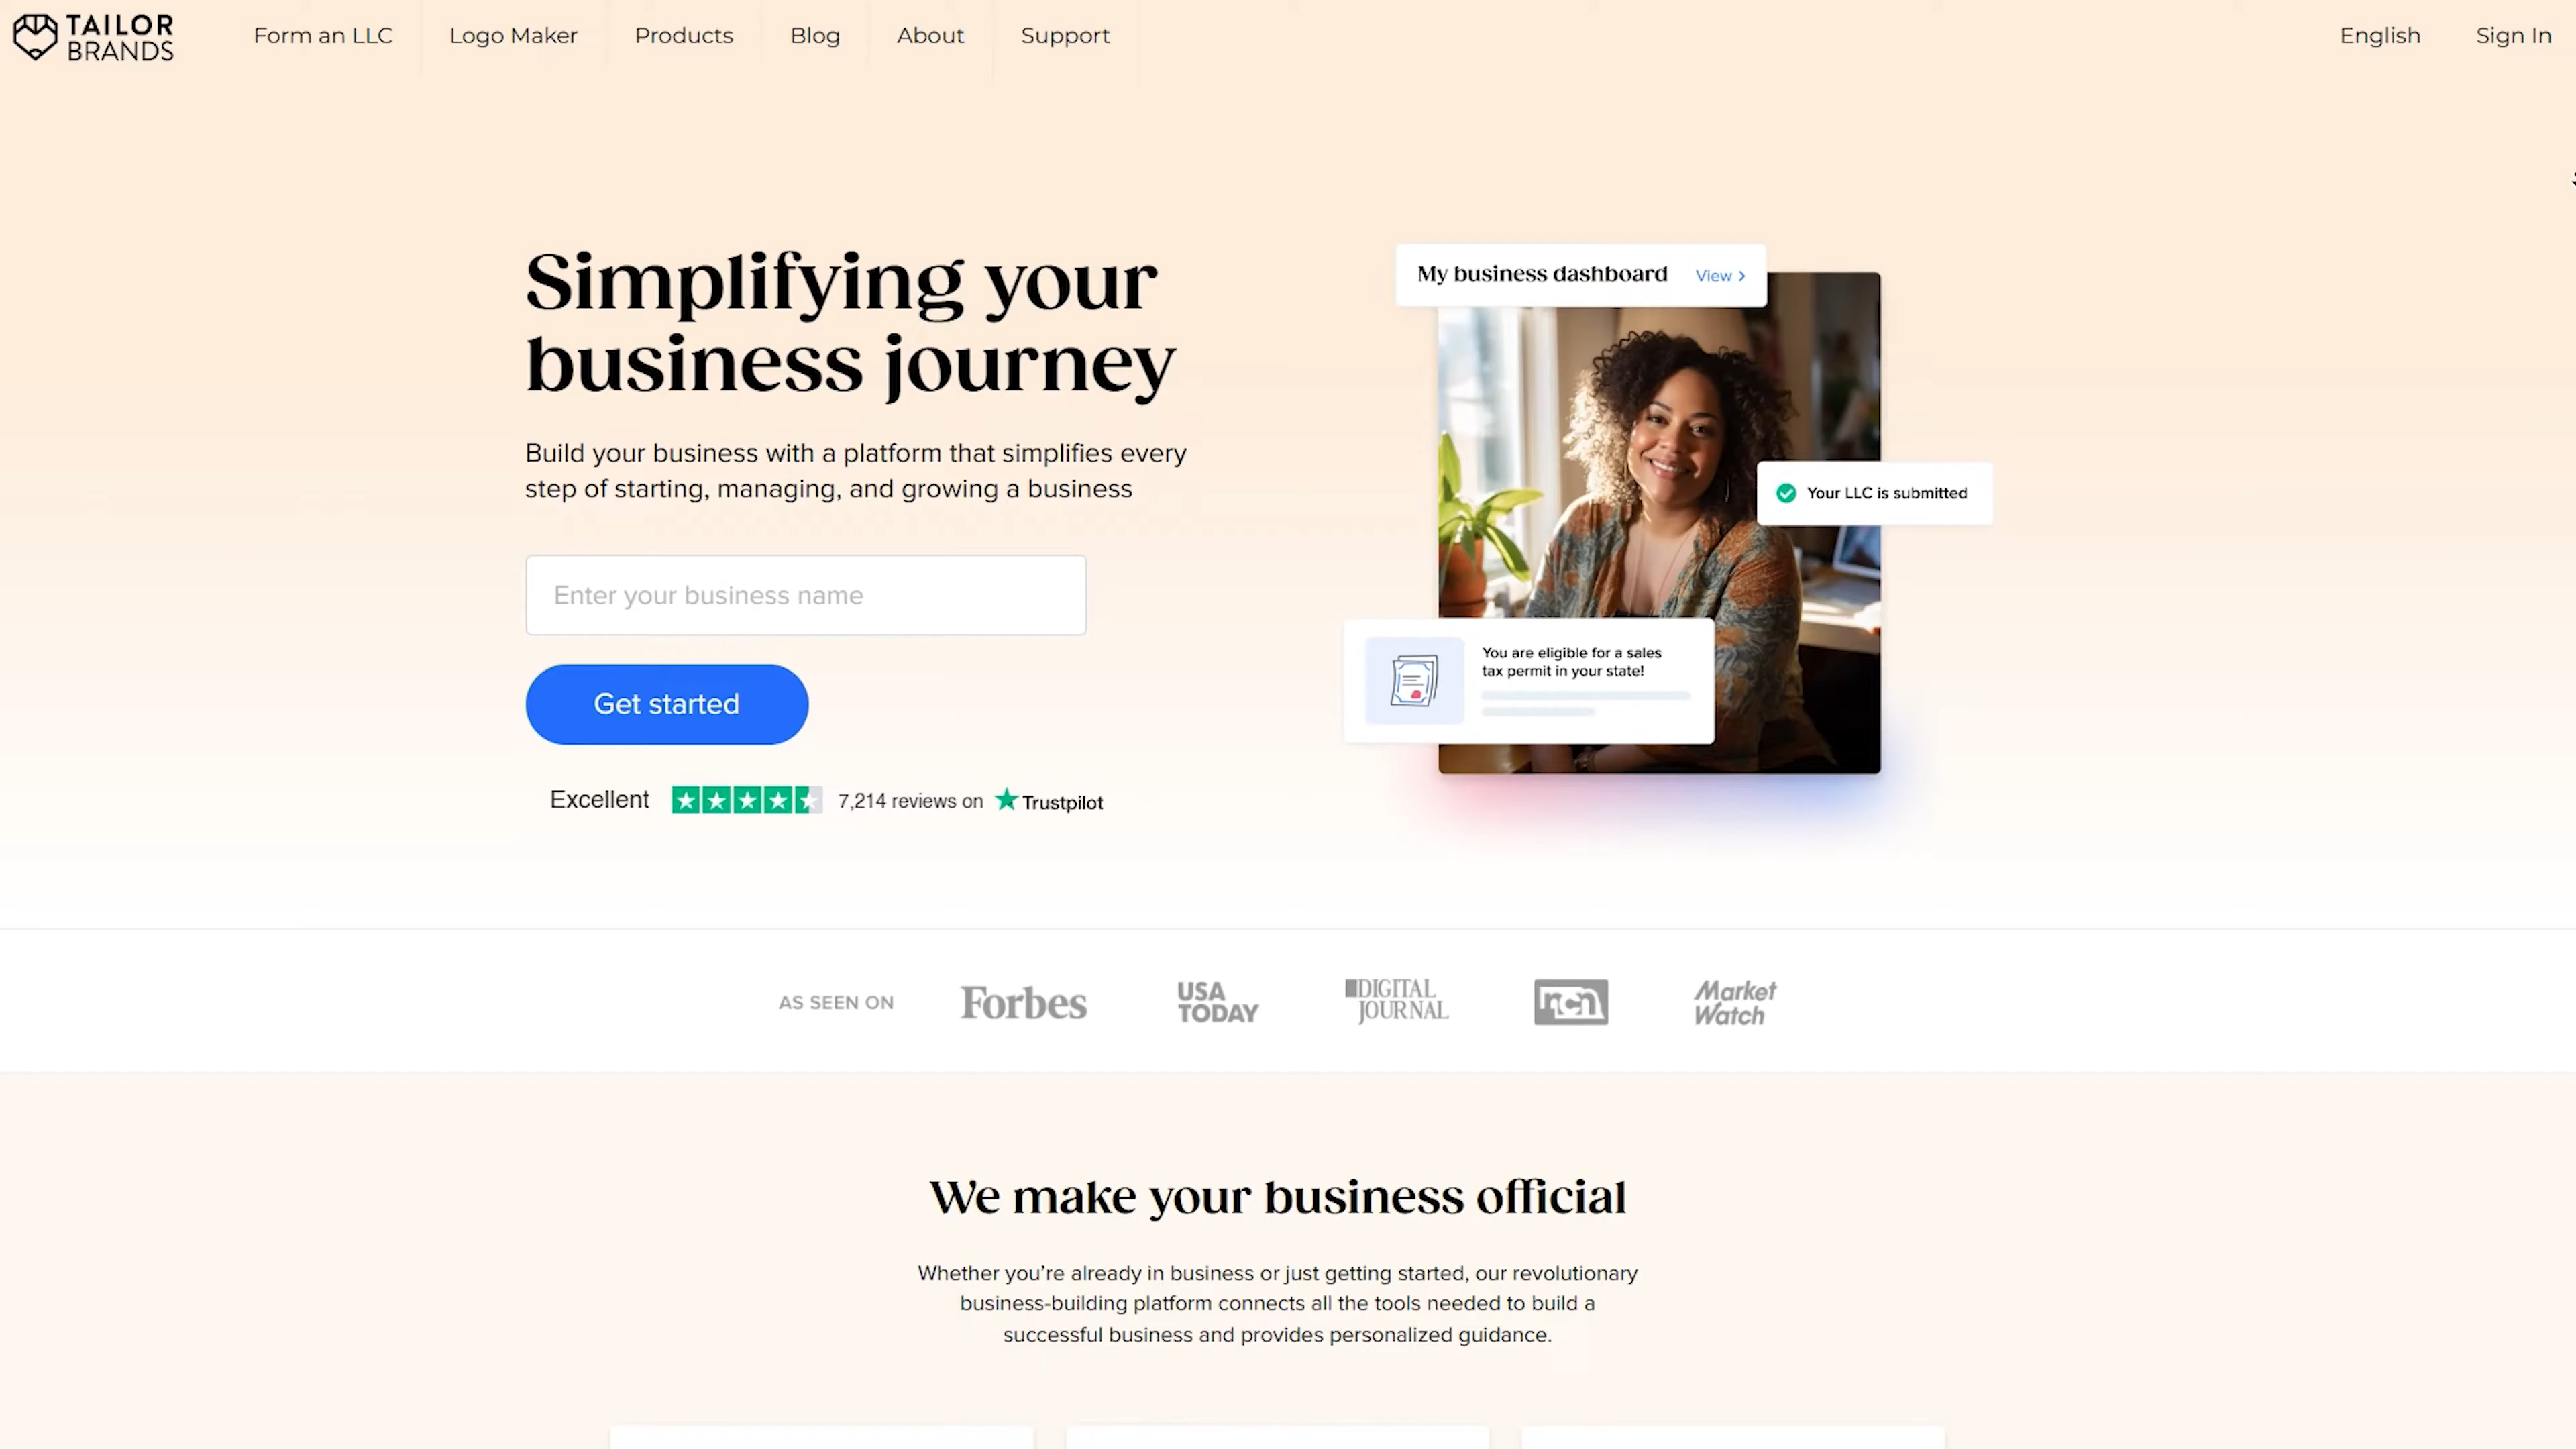 TAILOR
BRANDS
Form an LLC
Logo Maker
Products
Blog
About
Support
English
Sign In
Simplifying your
business journey
Build your business with a platform that simplifies every
step of starting, managing, and growing a business
Enter your business name
Get started
Excellent
7,214 reviews on
Trustpilot
My business dashboard
View >
Your LLC is submitted
You are eligible for a sales
tax permit in your state!
AS SEEN ON
Forbes
USA
TODAY
DIGITAL
JOURNAL
ncn
Market
Watch
We make your business official
Whether you’re already in business or just getting started, our revolutionary
business-building platform connects all the tools needed to build a
successful business and provides personalized guidance.